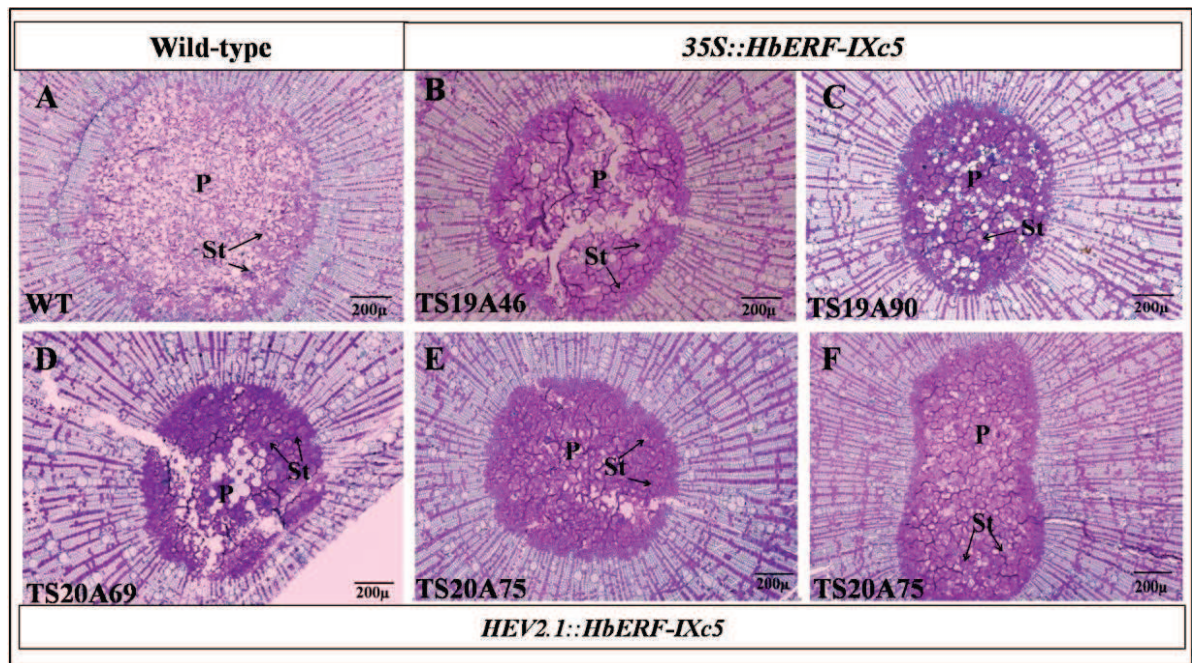 Wild-type
35S::HbERF-IXc5
A
P
St
WT
200µ
B
P
St
TS19A46
200µ
C
P
St
TS19A90
200µ
D
P
St
TS20A69
200µ
E
P
St
TS20A75
200µ
F
P
St
TS20A75
200µ
HEV2.1::HbERF-IXc5